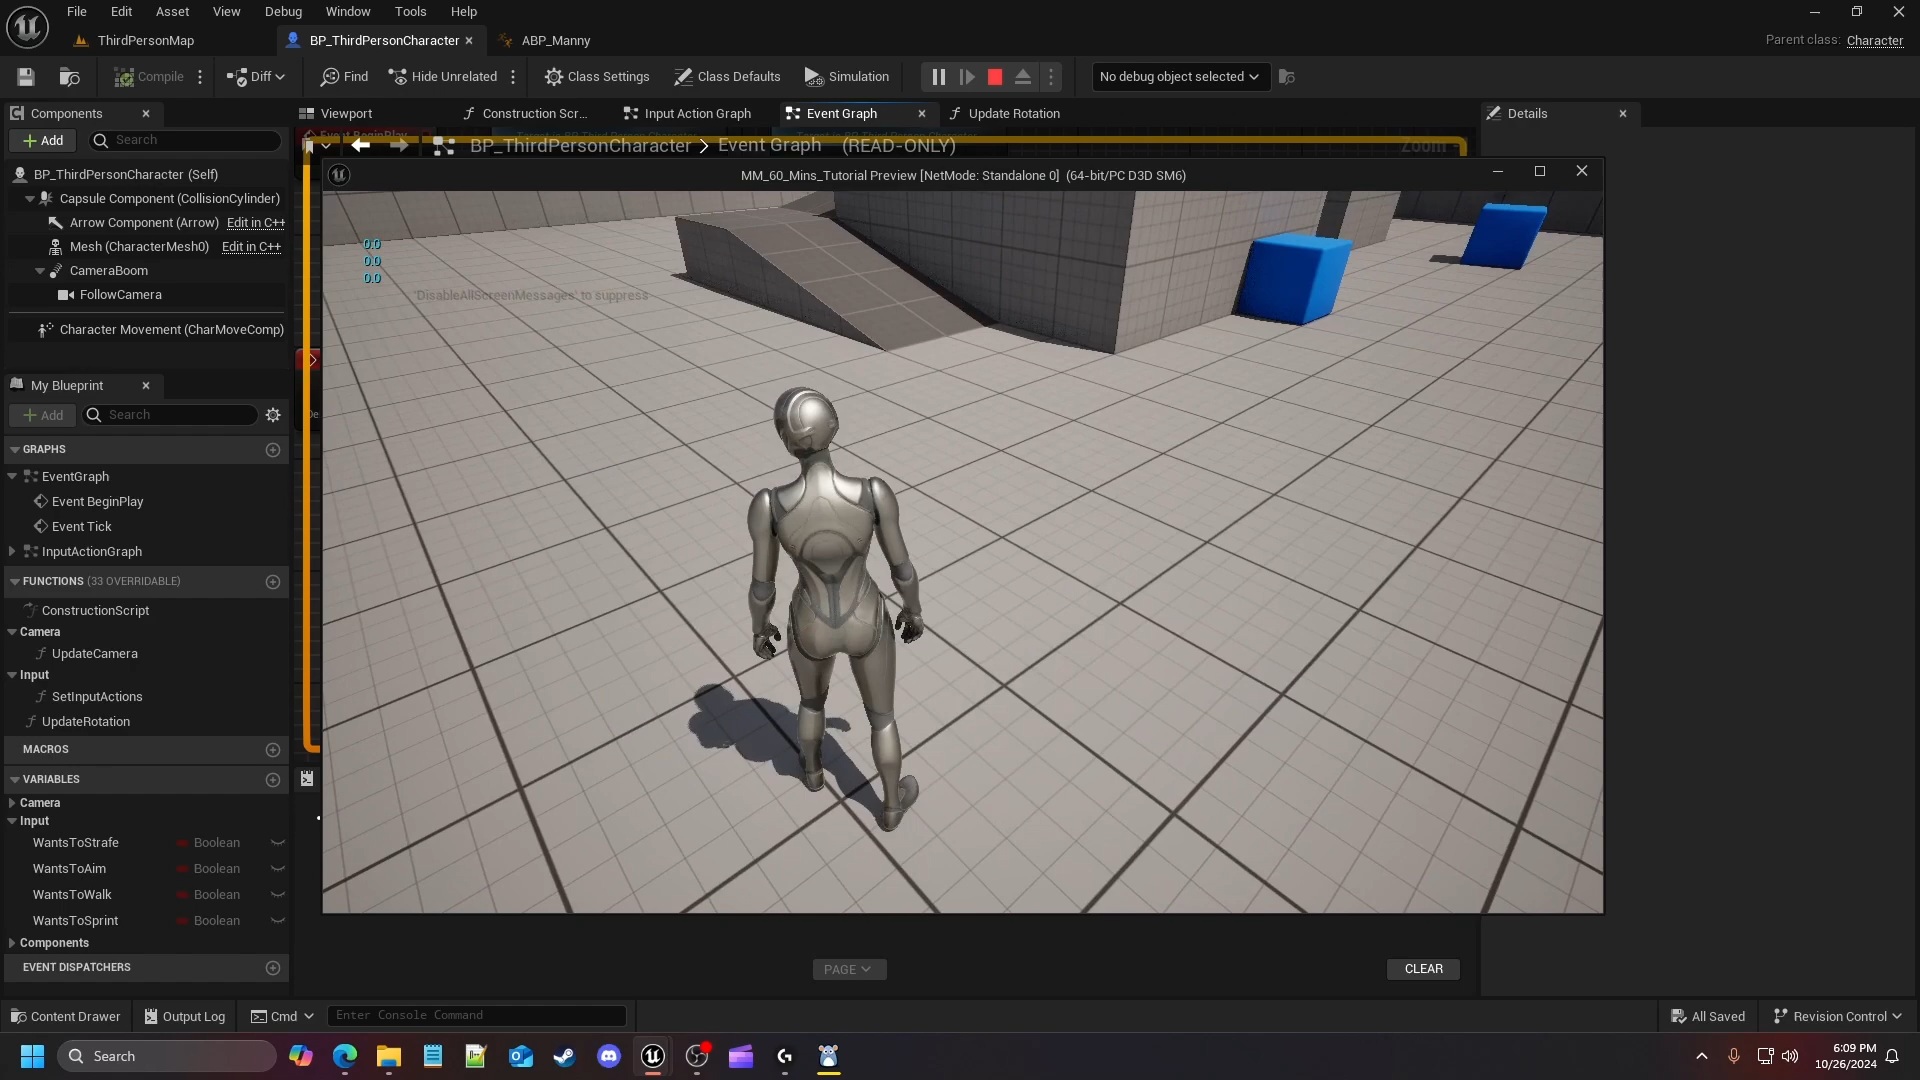 File Edit Asset View Debug Window Tools Help
ThirdPersonMap
BP_ThirdPersonCharacter
ABP_Manny
Parent class: Character
Compile
Diff
Find
Hide Unrelated
Class Settings
Class Defaults
Simulation
No debug object selected
Components
Viewport
Construction Scr...
Input Action Graph
Event Graph
Update Rotation
Details
Add
Search
Event BeginPlay
BP_ThirdPersonCharacter > Event Graph (READ-ONLY)
Zoom
MM_60_Mins_Tutorial Preview [NetMode: Standalone 0] (64-bit/PC D3D SM6)
BP_ThirdPersonCharacter (Self)
Capsule Component (CollisionCylinder)
Arrow Component (Arrow) Edit in C++
Mesh (CharacterMesh0) Edit in C++
CameraBoom
FollowCamera
Character Movement (CharMoveComp)
0.0
0.0
0.0
'DisableAllScreenMessages' to suppress
My Blueprint
Add
Search
GRAPHS
EventGraph
Event BeginPlay
Event Tick
InputActionGraph
FUNCTIONS (33 OVERRIDABLE)
ConstructionScript
Camera
UpdateCamera
Input
SetInputActions
UpdateRotation
MACROS
VARIABLES
Camera
Input
WantsToStrafe Boolean
WantsToAim Boolean
WantsToWalk Boolean
WantsToSprint Boolean
Components
EVENT DISPATCHERS
PAGE
CLEAR
Content Drawer
Output Log
Cmd
Enter Console Command
All Saved
Revision Control
Search
6:09 PM
10/26/2024